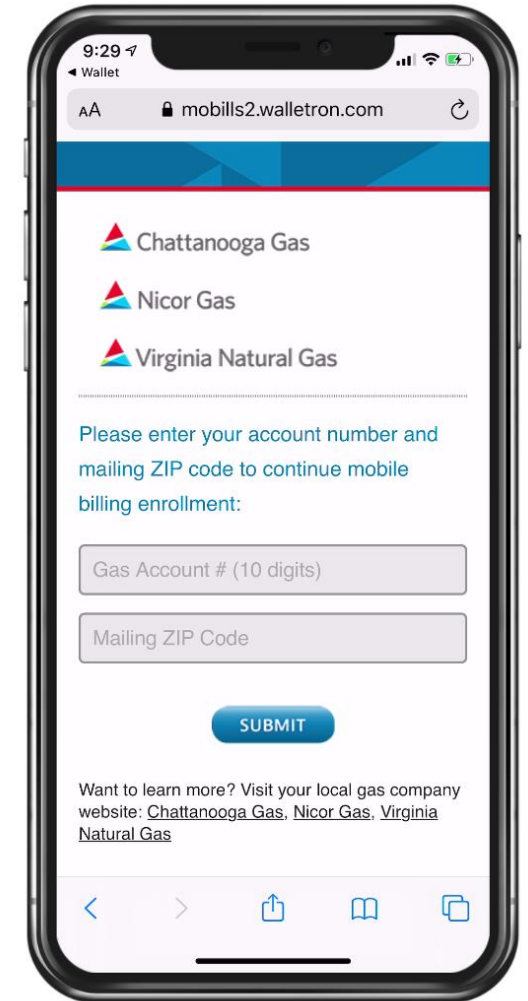 9:29
Wallet
AA mobills2.walletron.com
Chattanooga Gas
Nicor Gas
Virginia Natural Gas
Please enter your account number and
mailing ZIP code to continue mobile
billing enrollment:
Gas Account # (10 digits)
Mailing ZIP Code
SUBMIT
Want to learn more? Visit your local gas company
website: Chattanooga Gas, Nicor Gas, Virginia
Natural Gas